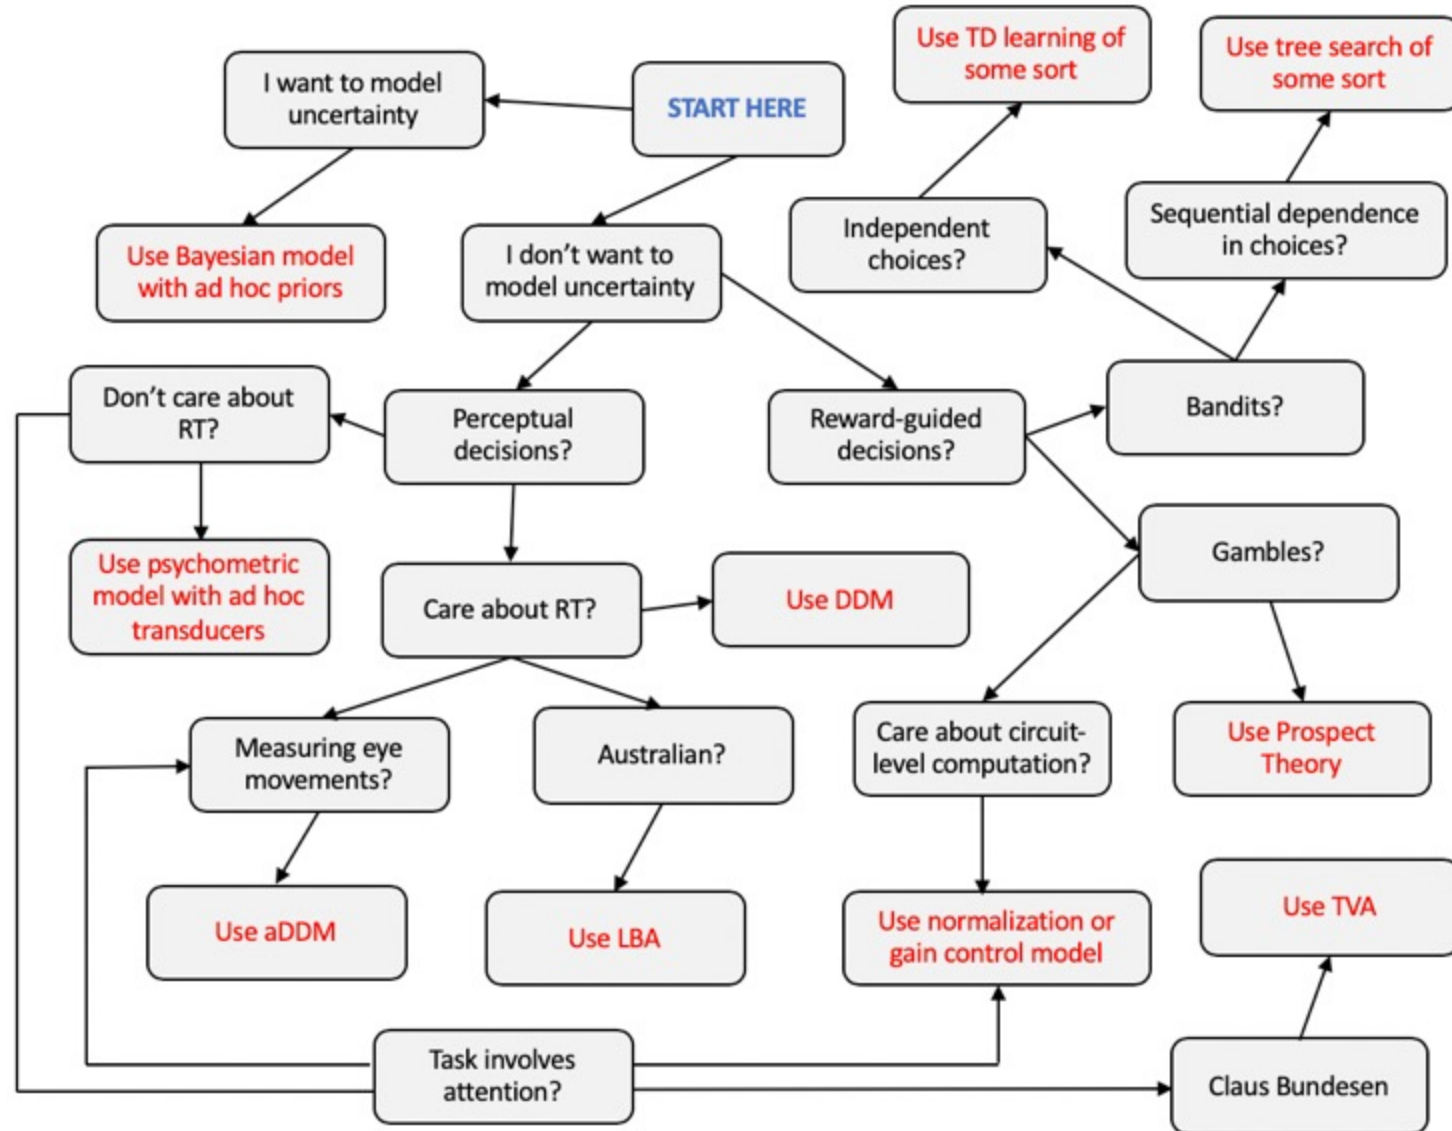 Use TD learning of
some sort
Use tree search of
some sort
I want to model
uncertainty
START HERE
Independent
choices?
Sequential dependence
in choices?
Use Bayesian model
with ad hoc priors
I don’t want to
model uncertainty
Don’t care about
RT?
Perceptual
decisions?
Reward-guided
decisions?
Bandits?
Use psychometric
model with ad hoc
transducers
Care about RT?
Use DDM
Gambles?
Measuring eye
movements?
Australian?
Care about circuit-
level computation?
Use Prospect
Theory
Use aDDM
Use LBA
Use normalization or
gain control model
Use TVA
Task involves
attention?
Claus Bundesen